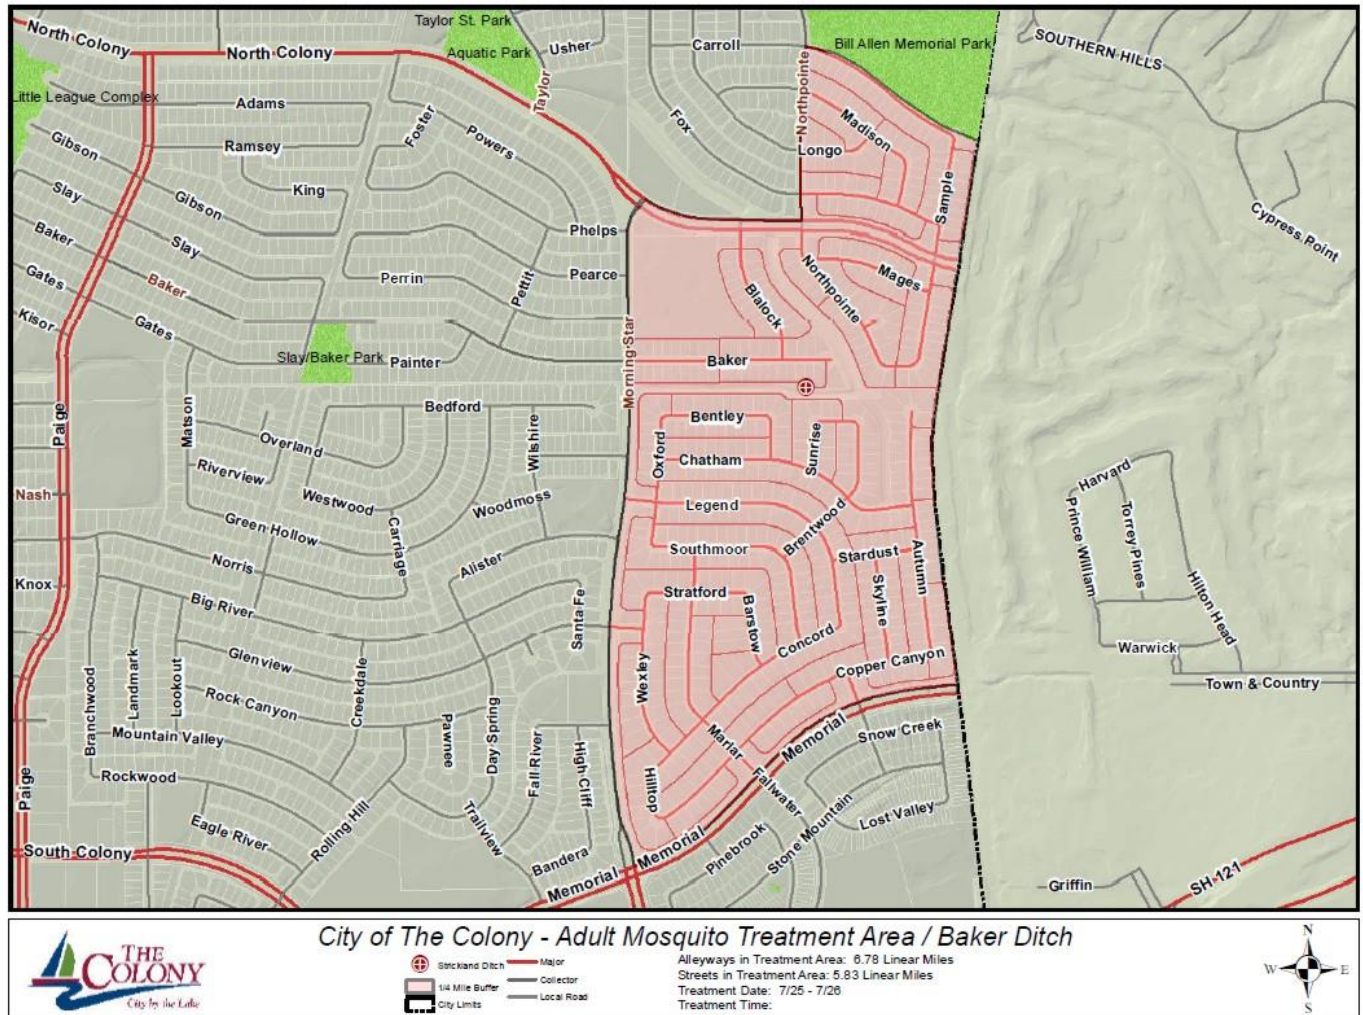 Taylor St. Park
North Colony
North Colony
Usher
Carroll
Bill Allen Memorial Park
SOUTHERN HILLS
Aquatic Park
Little League Complex
Adams
Taylor
Northpointe
Foster
Fox
Madison
Powers
Gibson
Ramsey
Longo
King
Slay
Gibson
Sample
Cypress Point
Baker
Slay
Phelps
Gates
Baker
Perrin
Pettit
Pearce
Northpointe
Mages
Blalock
Kisor
Gates
Slay/Baker Park
Painter
Morning Star
Baker
Paige
Matson
Bedford
Bentley
Overland
Wilshire
Oxford
Chatham
Sunrise
Riverview
Harvard
Nash
Westwood
Woodmoss
Legend
Prince William
Torrey Pines
Green Hollow
Carriage
Brentwood
Southmoor
Stardust
Autumn
Norris
Alister
Knox
Big River
Santa Fe
Stratford
Barstow
Skyline
Hilton Head
Glenview
Concord
Warwick
Copper Canyon
Town & Country
Branchwood
Landmark
Lookout
Rock Canyon
Creekdale
Wexley
Mountain Valley
Pawnee
Day Spring
Fall River
High Cliff
Marlar
Memorial
Snow Creek
Rockwood
Paige
Hilltop
Fallwater
Eagle River
Rolling Hill
Trailview
Stone Mountain
Lost Valley
South Colony
Bandera
Memorial
Pinebrook
Memorial
Griffin
SH 121
City of The Colony - Adult Mosquito Treatment Area / Baker Ditch
THE
COLONY
City by the Lake
Strickland Ditch
1/4 Mile Buffer
City Limits
Major
Collector
Local Road
Alleyways in Treatment Area: 6.78 Linear Miles
Streets in Treatment Area: 5.83 Linear Miles
Treatment Date: 7/25 - 7/26
Treatment Time:
N
W E
S